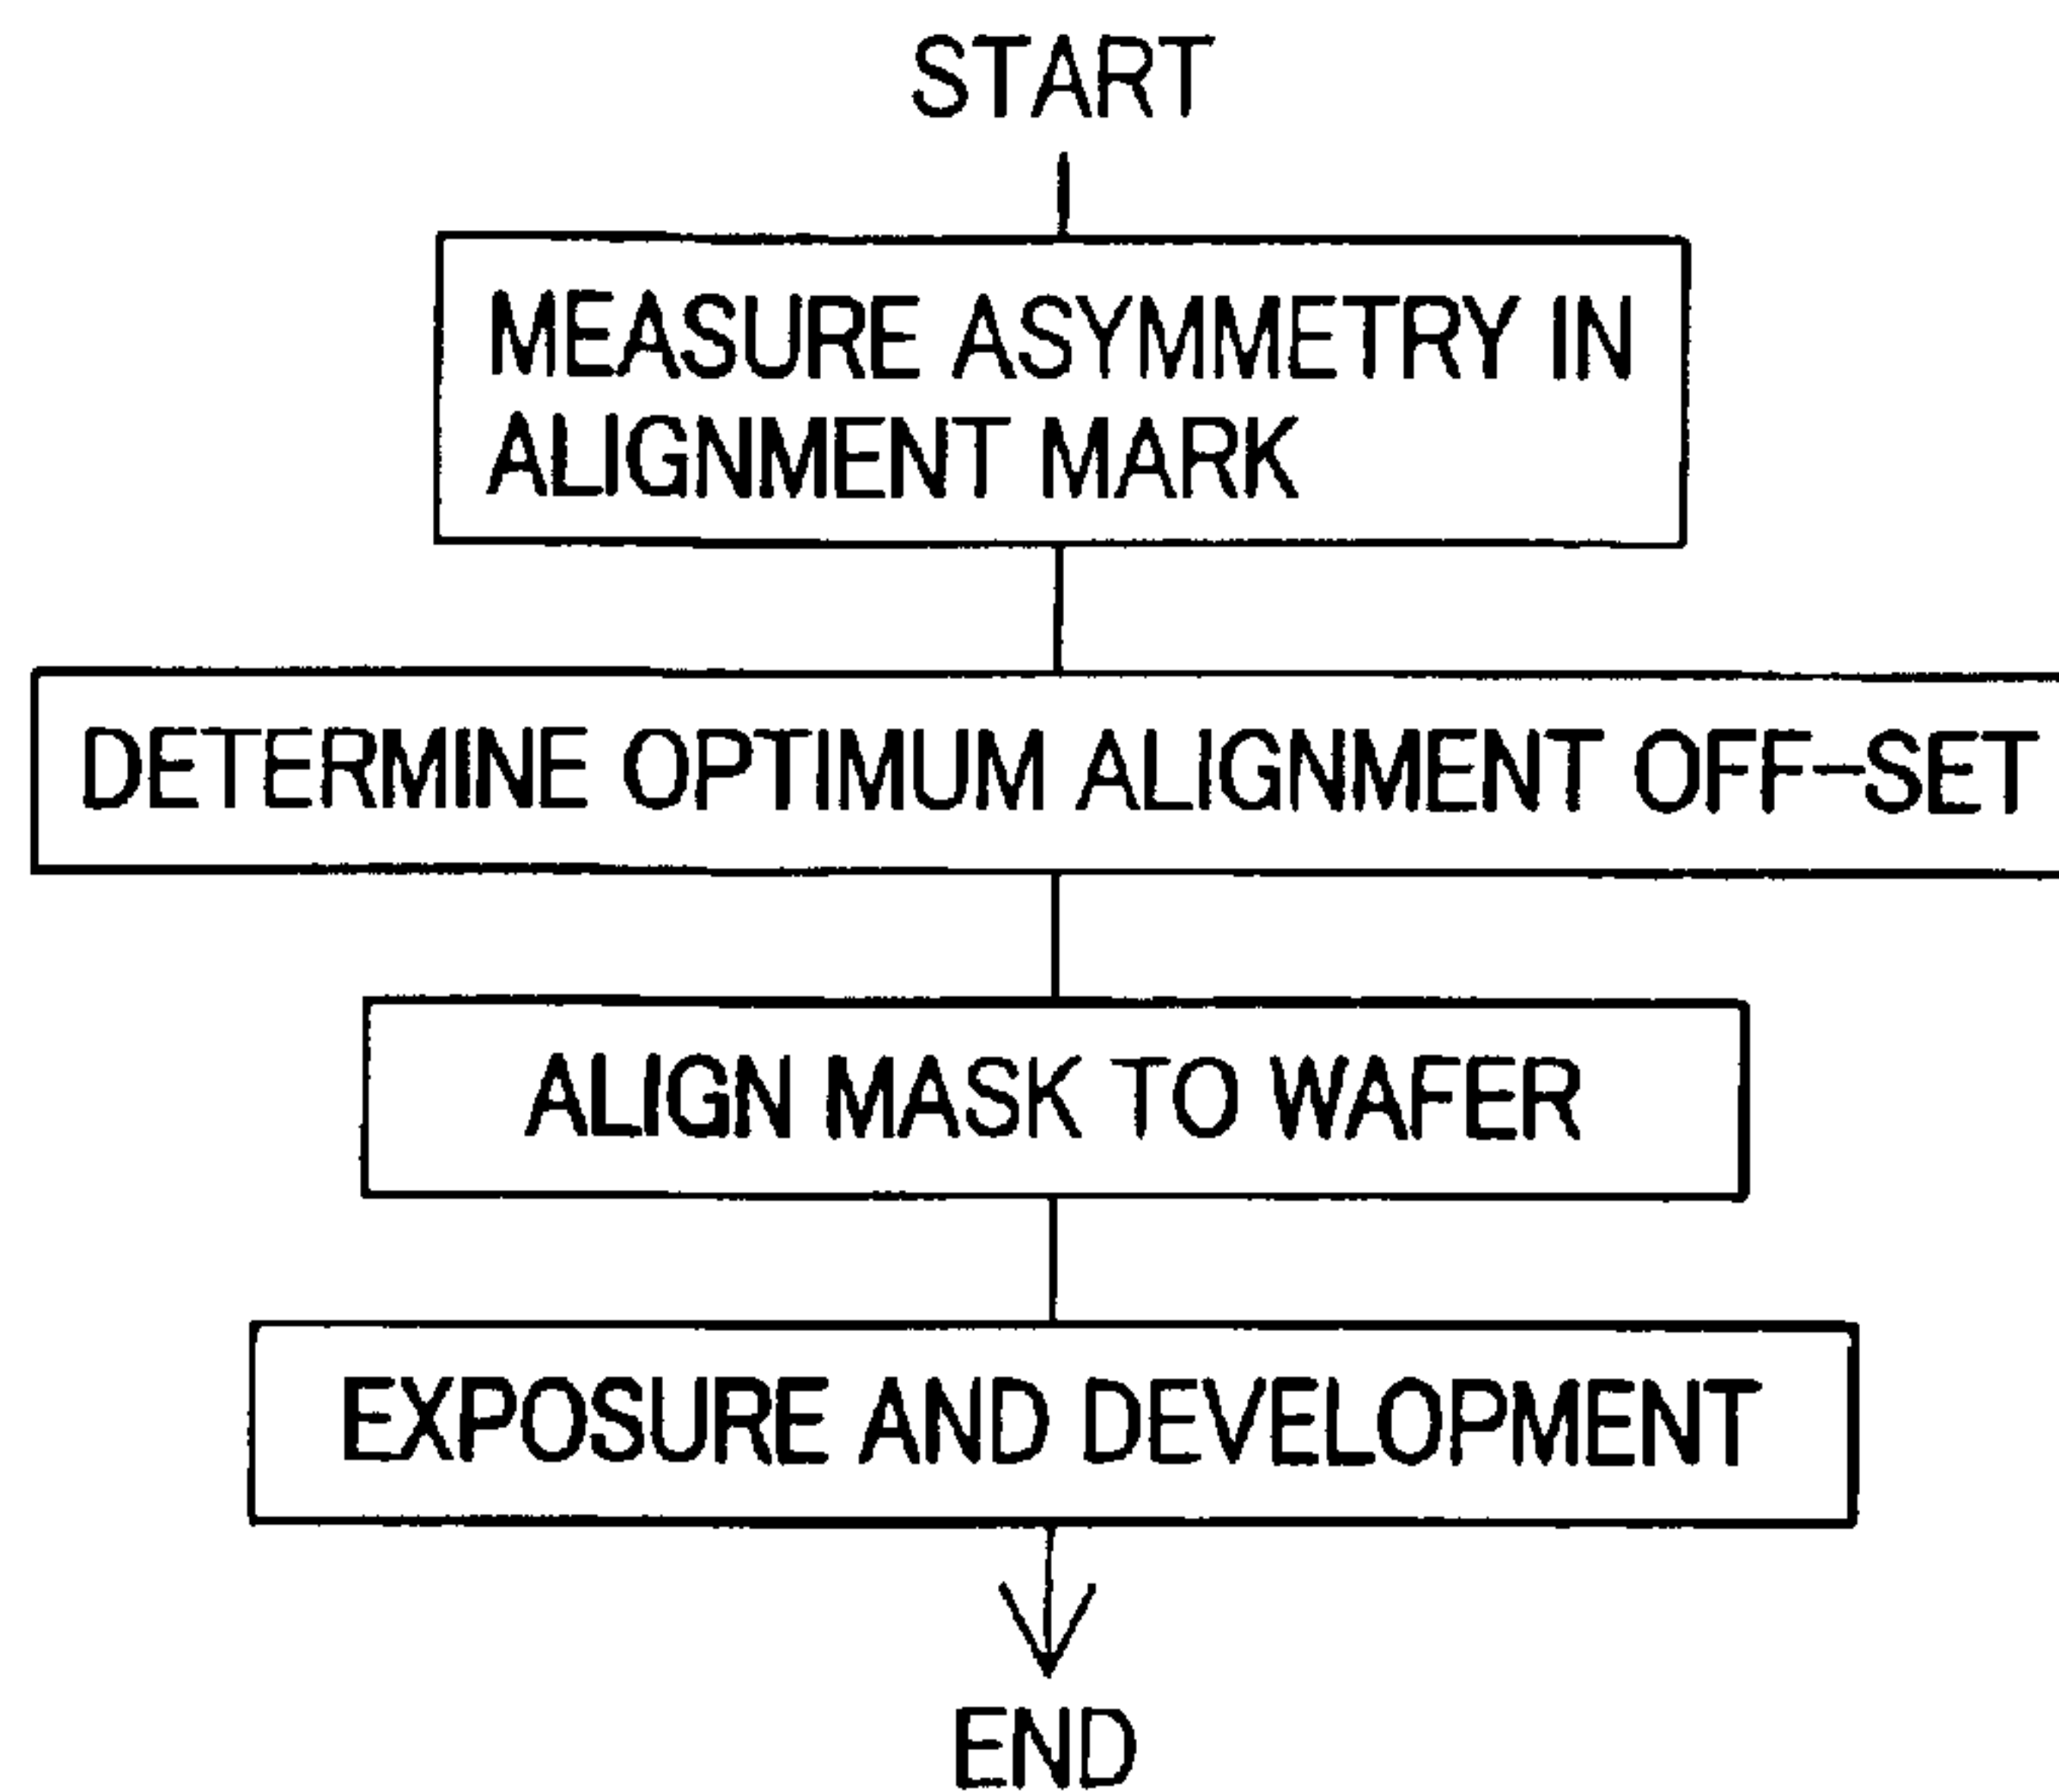 START
MEASURE ASYMMETRY IN
ALIGNMENT MARK
DETERMINE OPTIMUM ALIGNMENT OFF-SET
ALIGN MASK TO WAFER
EXPOSURE AND DEVELOPMENT
END